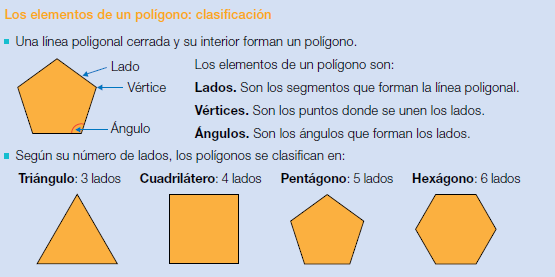 Los elementos de un polígono: clasificación
Una línea poligonal cerrada y su interior forman un polígono.
Lado
Vértice
Ángulo
Los elementos de un polígono son:
Lados. Son los segmentos que forman la línea poligonal.
Vértices. Son los puntos donde se unen los lados.
Ángulos. Son los ángulos que forman los lados.
Según su número de lados, los polígonos se clasifican en:
Triángulo: 3 lados Cuadrilátero: 4 lados Pentágono: 5 lados Hexágono: 6 lados